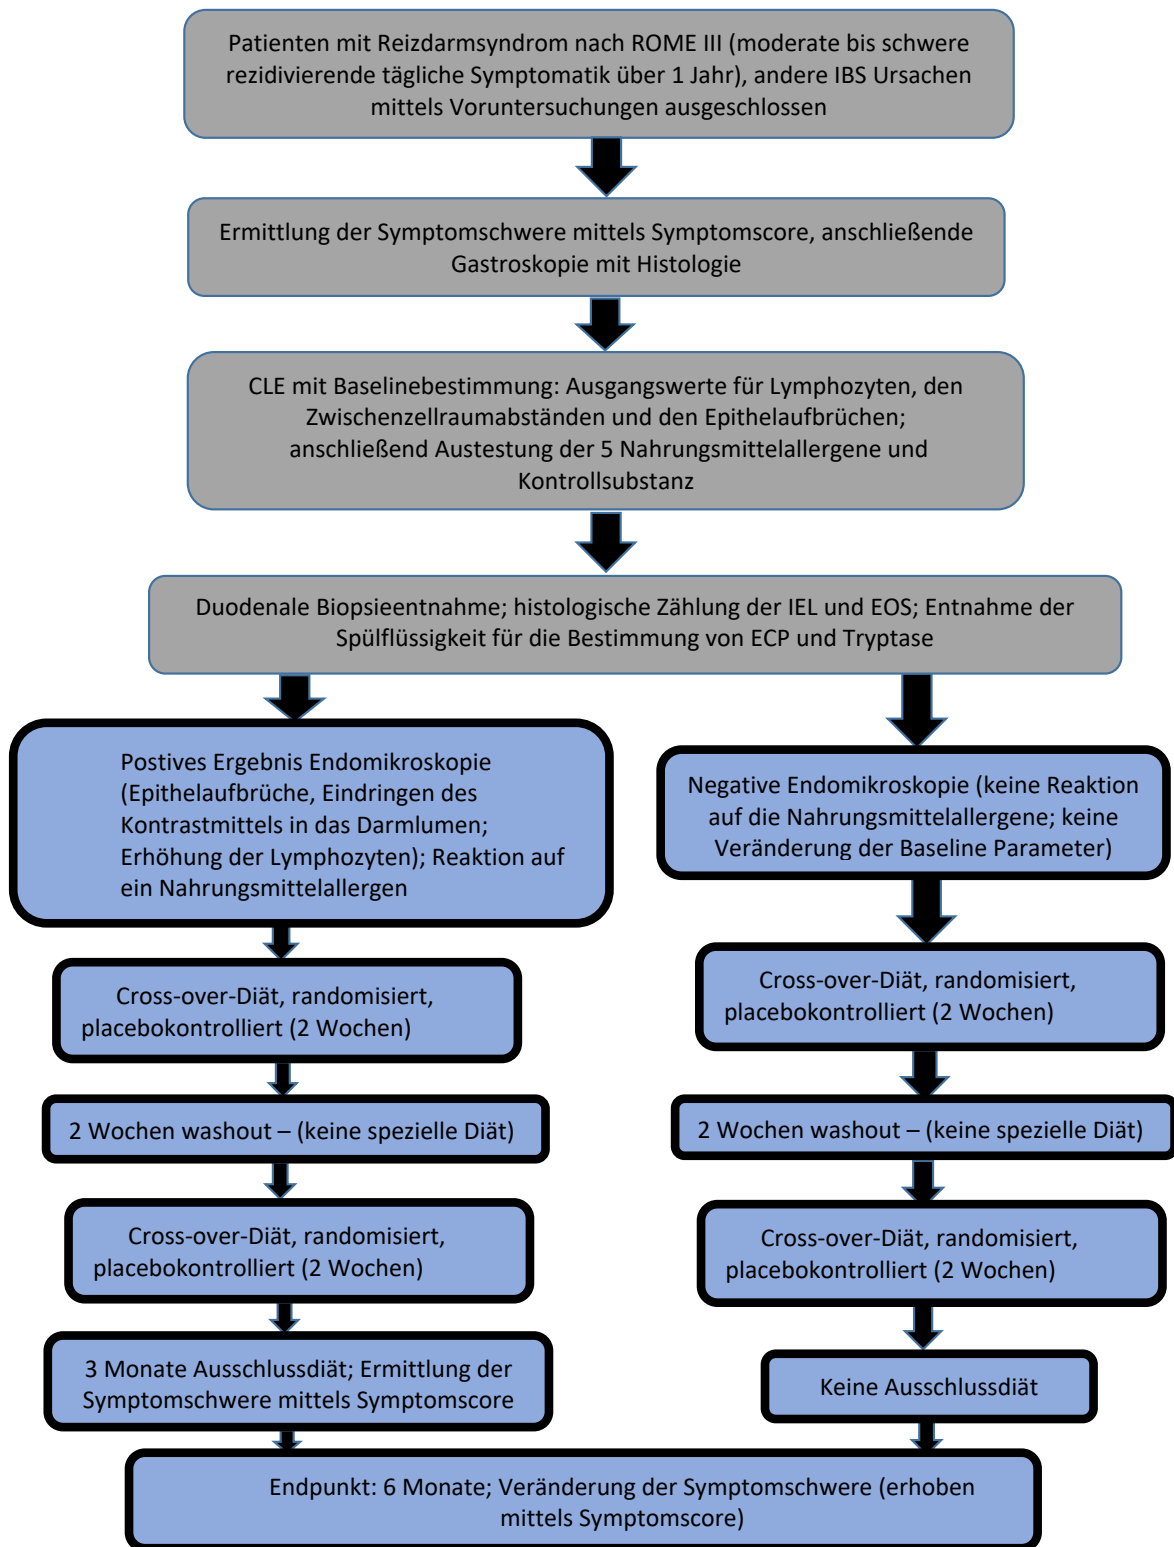 Patienten mit Reizdarmsyndrom nach ROME III (moderate bis schwere
rezidivierende tägliche Symptomatik über 1 Jahr), andere IBS Ursachen
mittels Voruntersuchungen ausgeschlossen
Ermittlung der Symptomschwere mittels Symptomscore, anschließende
Gastroskopie mit Histologie
CLE mit Baselinebestimmung: Ausgangswerte für Lymphozyten, den
Zwischenzellraumabständen und den Epithelaufbrüchen;
anschließend Austestung der 5 Nahrungsmittelallergene und
Kontrollsubstanz
Duodenale Biopsieentnahme; histologische Zählung der IEL und EOS; Entnahme der
Spülflüssigkeit für die Bestimmung von ECP und Tryptase
Postives Ergebnis Endomikroskopie
(Epithelaufbrüche, Eindringen des
Kontrastmittels in das Darmlumen;
Erhöhung der Lymphozyten); Reaktion auf
ein Nahrungsmittelallergen
Negative Endomikroskopie (keine Reaktion
auf die Nahrungsmittelallergene; keine
Veränderung der Baseline Parameter)
Cross-over-Diät, randomisiert,
placebokontrolliert (2 Wochen)
Cross-over-Diät, randomisiert,
placebokontrolliert (2 Wochen)
2 Wochen washout – (keine spezielle Diät)
2 Wochen washout – (keine spezielle Diät)
Cross-over-Diät, randomisiert,
placebokontrolliert (2 Wochen)
Cross-over-Diät, randomisiert,
placebokontrolliert (2 Wochen)
3 Monate Ausschlussdiät; Ermittlung der
Symptomschwere mittels Symptomscore
Keine Ausschlussdiät
Endpunkt: 6 Monate; Veränderung der Symptomschwere (erhoben
mittels Symptomscore)